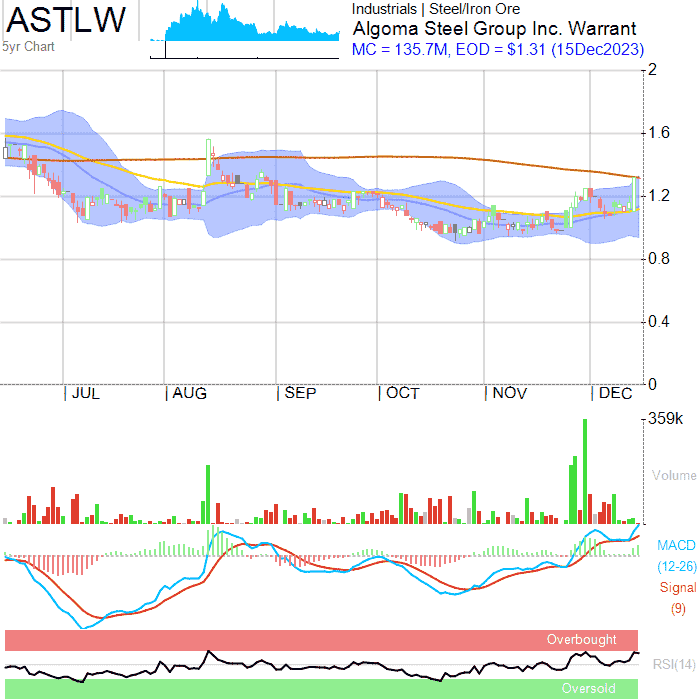 ASTLW
5yr Chart
Industrials | Steel/Iron Ore
Algoma Steel Group Inc. Warrant
MC = 135.7M, EOD = $1.31 (15Dec2023)
2
1.6
1.2
0.8
0.4
0
JUL AUG SEP OCT NOV DEC
359k
Volume
MACD
(12-26)
Signal
(9)
Overbought
RSI(14)
Oversold